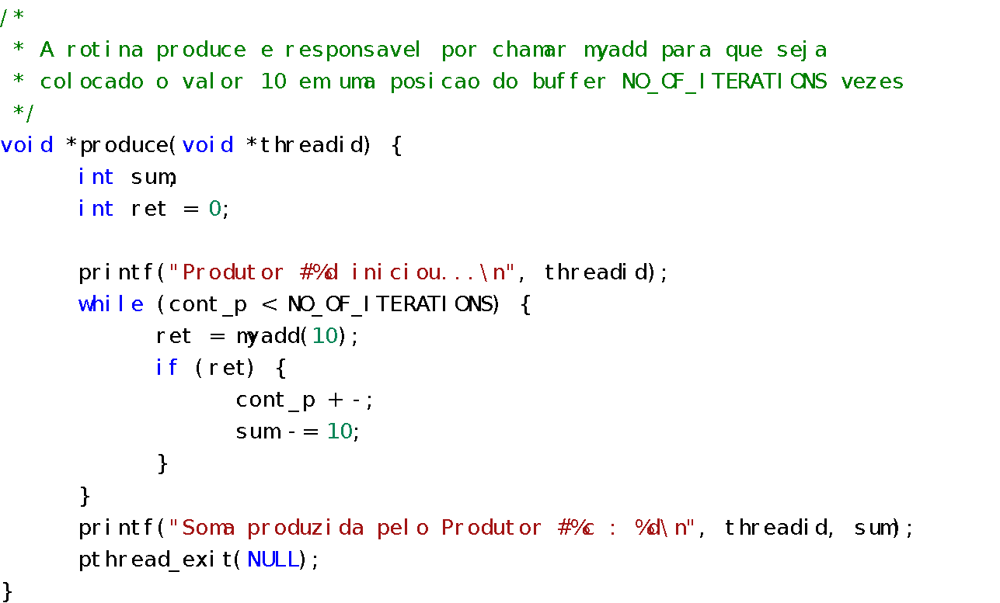 /*
 * A rotina produce e responsavel por chamar myadd para que seja
 * colocado o valor 10 em uma posicao do buffer NO_OF_ITERATIONS vezes
 */
void *produce(void *threadid) {
      int sum;
      int ret = 0;

      printf("Produtor #%d iniciou...\n", threadid);
      while (cont_p < NO_OF_ITERATIONS) {
            ret = myadd(10);
            if (ret) {
                  cont_p +-;
                  sum -= 10;
            }
      }
      printf("Soma produzida pelo Produtor #%c : %d\n", threadid, sum);
      pthread_exit(NULL);
}